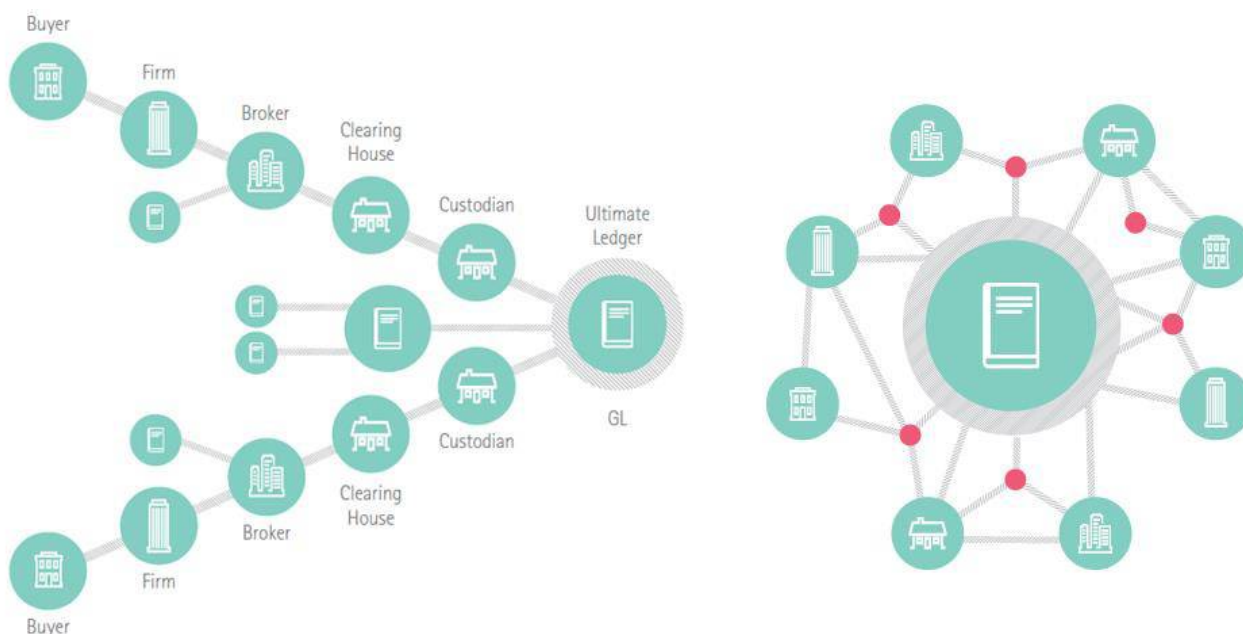 Buyer
Firm
Broker
Clearing
House
Custodian
Ultimate
Ledger
GL
Custodian
Clearing
House
Broker
Firm
Buyer